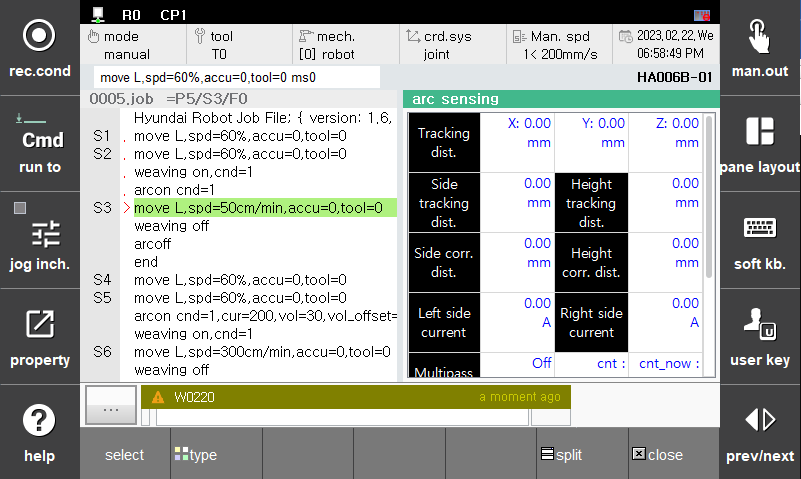 R0 CP1
mode
manual
tool
T0
mech.
[0] robot
crd.sys
joint
Man. spd
1< 200mm/s
2023,02,22,We
06:58:49 PM
rec.cond
Cmd
run to
jog inch.
property
help
move L,spd=60%,accu=0,tool=0 ms0
HA006B-01
0005.job =P5/S3/F0
Hyundai Robot Job File; { version: 1.6,
S1 move L,spd=60%,accu=0,tool=0
S2 move L,spd=60%,accu=0,tool=0
weaving on,cnd=1
arcon cnd=1
S3 >move L,spd=50cm/min,accu=0,tool=0
weaving off
arcoff
end
S4 move L,spd=60%,accu=0,tool=0
S5 move L,spd=60%,accu=0,tool=0
arcon cnd=1,cur=200,vol=30,vol_offset=
weaving on,cnd=1
S6 move L,spd=300cm/min,accu=0,tool=0
weaving off
arc sensing
Tracking
dist.
X: 0.00
mm
Y: 0.00
mm
Z: 0.00
mm
Side
tracking
dist.
0.00
mm
Height
tracking
dist.
0.00
mm
Side corr.
dist.
0.00
mm
Height
corr. dist.
0.00
mm
Left side
current
0.00
A
Right side
current
0.00
A
Multipass
Off
cnt :
cnt_now :
man.out
pane layout
soft kb.
U
user key
prev/next
...
W0220
a moment ago
select
type
split
close